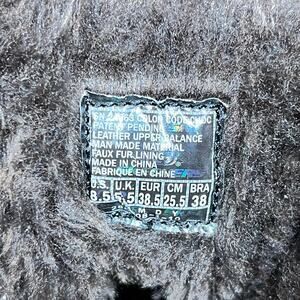 COLOR CODE CHOC
PATENT PENDING
LEATHER UPPER BALANCE
MAN MADE MATERIAL
FAUX FUR LINING
MADE IN CHINA
FABRIQUE EN CHINE
U.S. U.K. EUR CM BRA
8.5 5.5 38.5 25.5 38